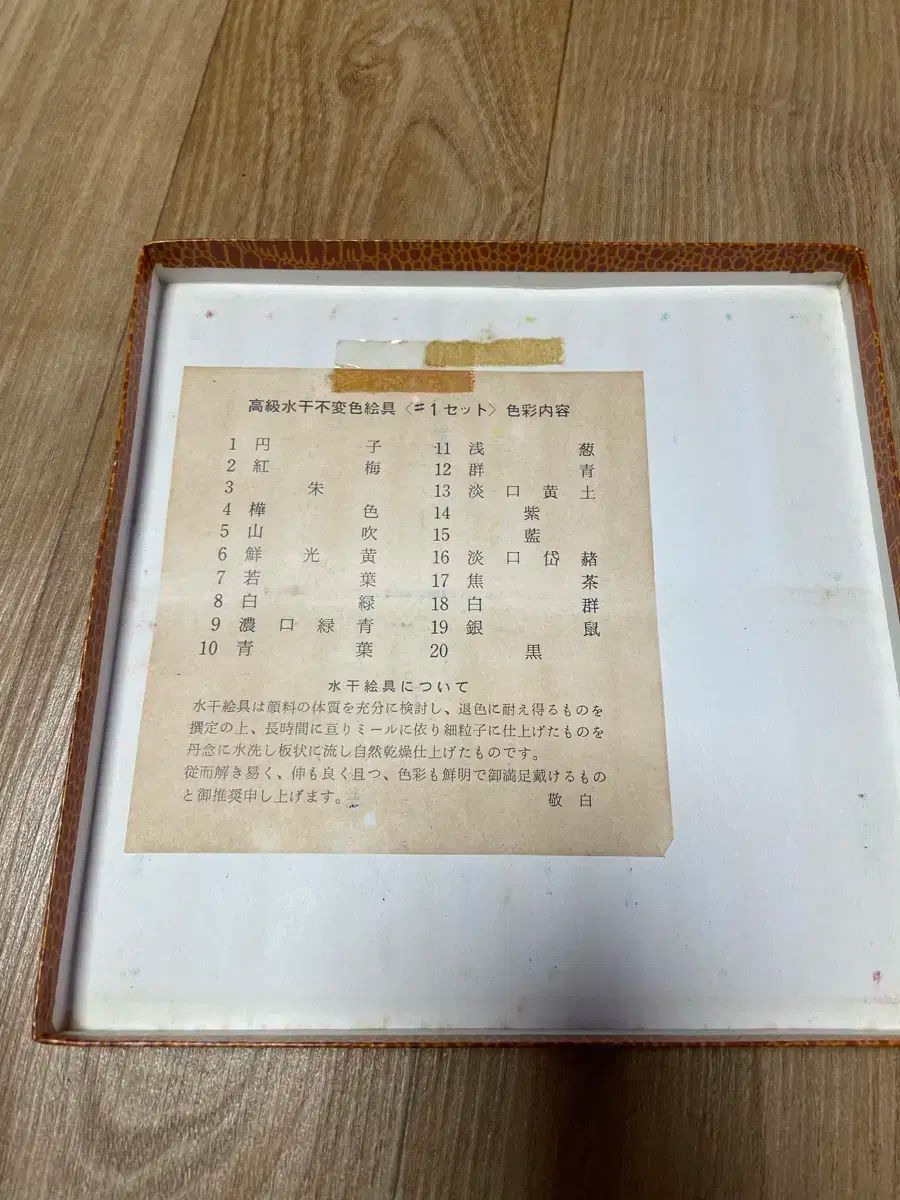 高級水干不変色絵具〈#1セット〉色彩内容
1 円子 11 浅葱
2 紅梅 12 群青
3 朱 13 淡口黄土
4 樺色 14 紫
5 山吹 15 藍
6 鮮光黄 16 淡口岱赭
7 若葉 17 焦茶
8 白緑 18 白群
9 濃口緑青 19 銀鼠
10 青葉 20 黒
水干絵具について
水干絵具は顔料の体質を充分に検討し、退色に耐え得るものを
撰定の上、長時間に亘りミールに依り細粒子に仕上げたものを
丹念に水洗し板状に流し自然乾燥仕上げたものです。
従而解き易く、伸も良く且つ、色彩も鮮明で御満足戴けるもの
と御推奨申し上げます。 敬白